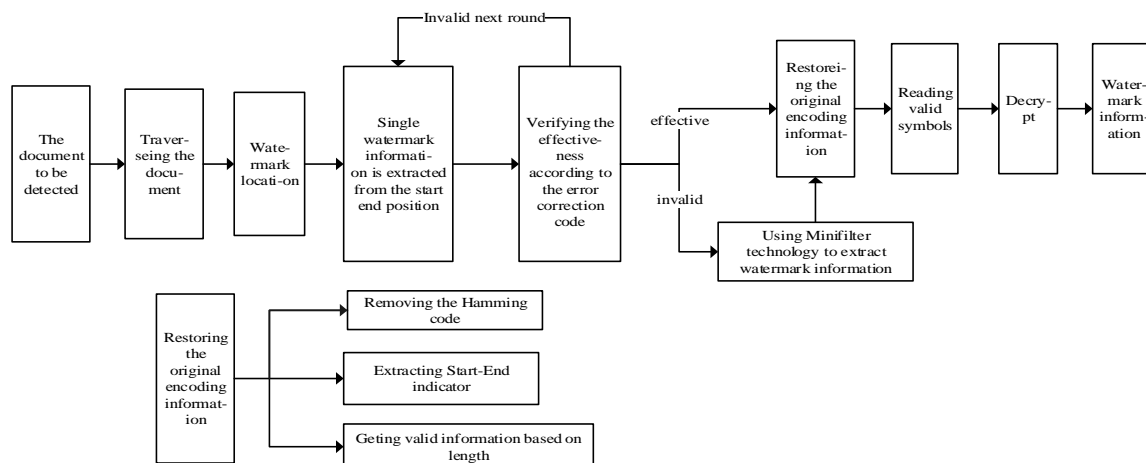 Invalid next round
The
document
to be
detected
Traver-
seing the
docu-
ment
Wate-
rmark
locati-on
Single
watermark
informati-
on is extracted
from the start
end position
Verifying the
effective-
ness
according to
the error
correction
code
effective
invalid
Restorei-
ng the
original
encoding
informat-
ion
Reading
valid
symbols
Decry-
pt
Water-
mark
inform-
ation
Using Minifilter
technology to extract
watermark information
Restoring
the
original
encoding
informat-
ion
Removing the Hamming
code
Extracting Start-End
indicator
Geting valid information based on
length